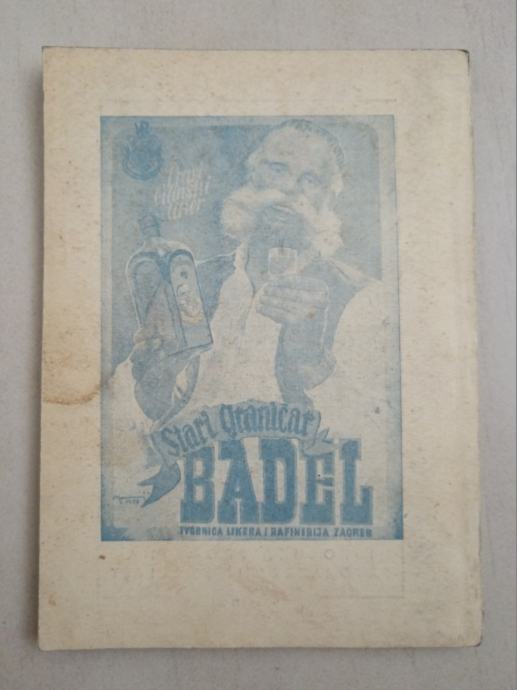 Stari graničar
BADEL
TVORNICA LIKERA I RAFINERIJA ZAGREB